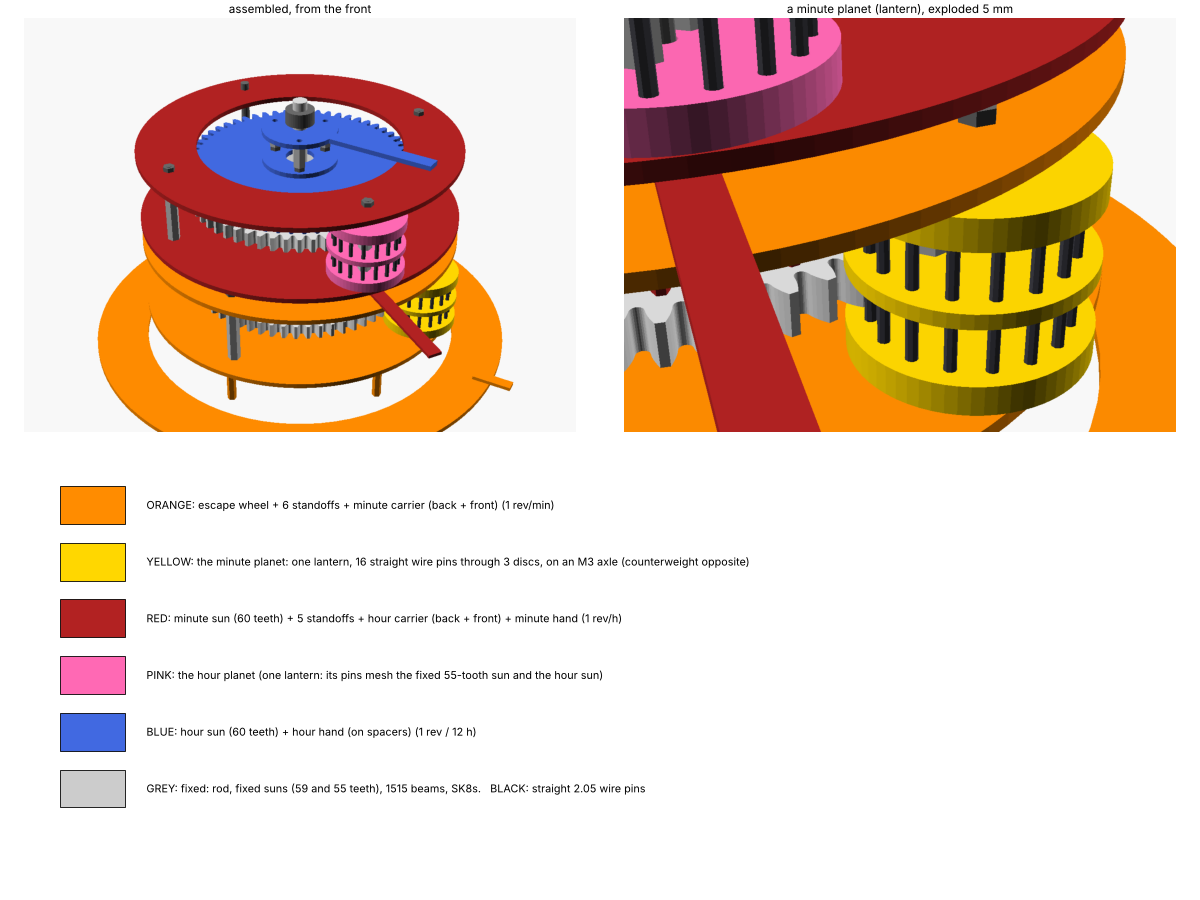 assembled, from the front
a minute planet (lantern), exploded 5 mm
ORANGE: escape wheel + 6 standoffs + minute carrier (back + front) (1 rev/min)
YELLOW: the minute planet: one lantern, 16 straight wire pins through 3 discs, on an M3 axle (counterweight opposite)
RED: minute sun (60 teeth) + 5 standoffs + hour carrier (back + front) + minute hand (1 rev/h)
PINK: the hour planet (one lantern: its pins mesh the fixed 55-tooth sun and the hour sun)
BLUE: hour sun (60 teeth) + hour hand (on spacers) (1 rev / 12 h)
GREY: fixed: rod, fixed suns (59 and 55 teeth), 1515 beams, SK8s.   BLACK: straight 2.05 wire pins